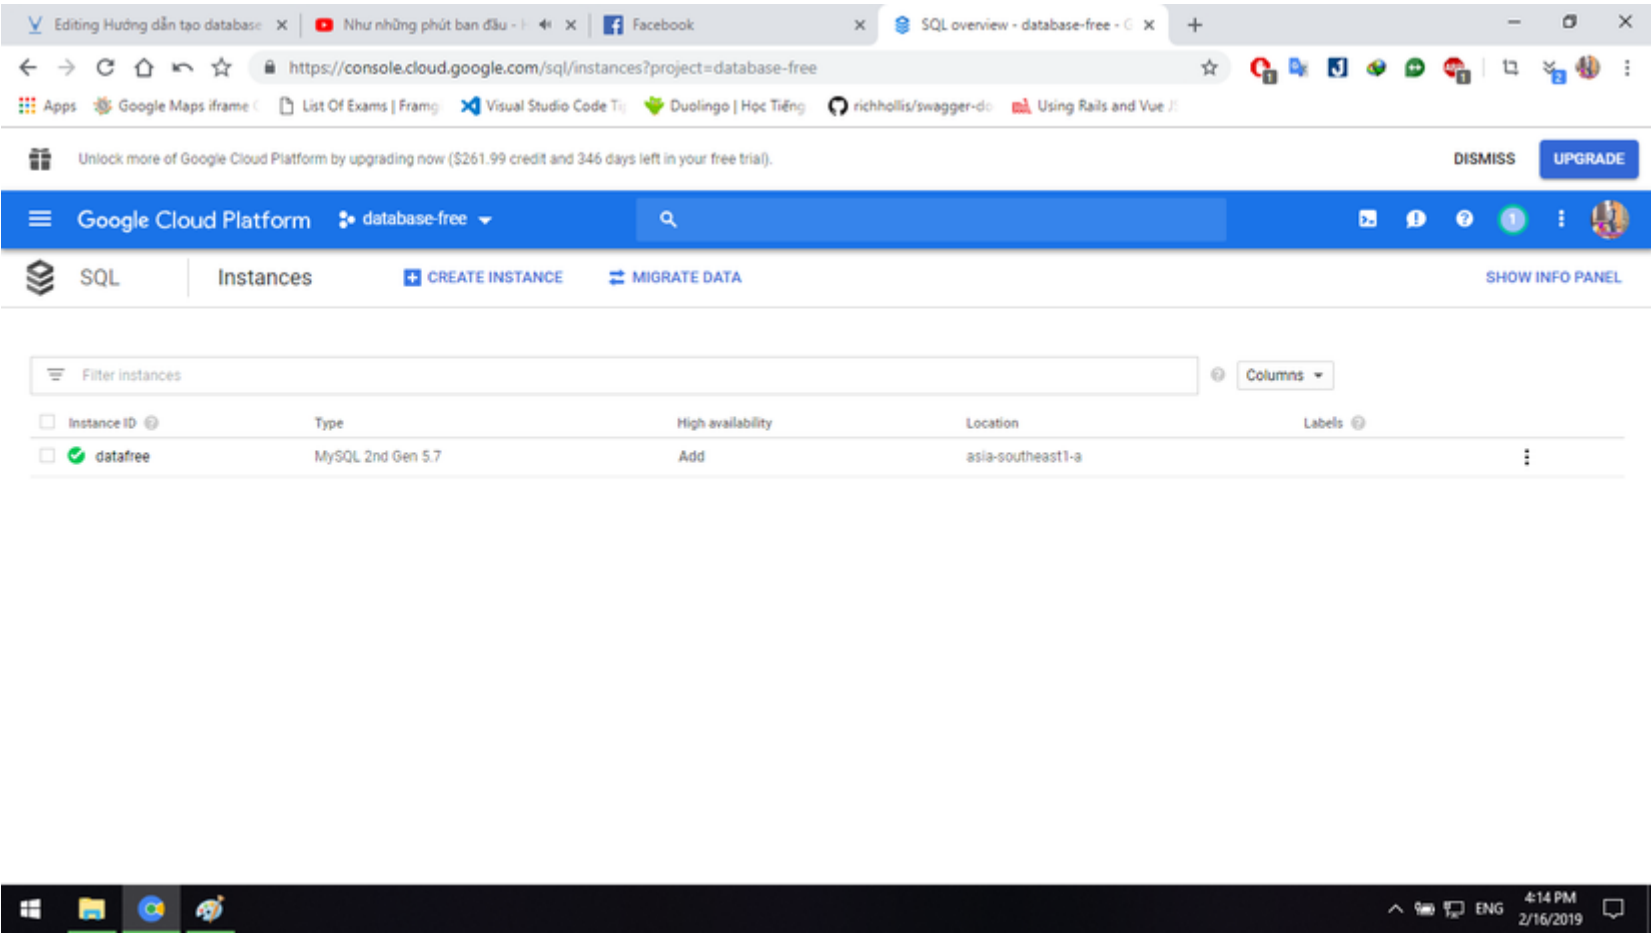 Editing Hướng dẫn tạo database
Như những phút ban đầu -
Facebook
SQL overview - database-free - G
https://console.cloud.google.com/sql/instances?project=database-free
Apps
Google Maps iframe
List Of Exams | Framg
Visual Studio Code Ti
Duolingo | Học Tiếng
richhollis/swagger-do
Using Rails and Vue JS
Unlock more of Google Cloud Platform by upgrading now ($261.99 credit and 346 days left in your free trial).
DISMISS
UPGRADE
Google Cloud Platform
database-free
1
SQL
Instances
CREATE INSTANCE
MIGRATE DATA
SHOW INFO PANEL
Filter instances
Columns
Instance ID
Type
High availability
Location
Labels
datafree
MySQL 2nd Gen 5.7
Add
asia-southeast1-a
ENG
4:14 PM
2/16/2019